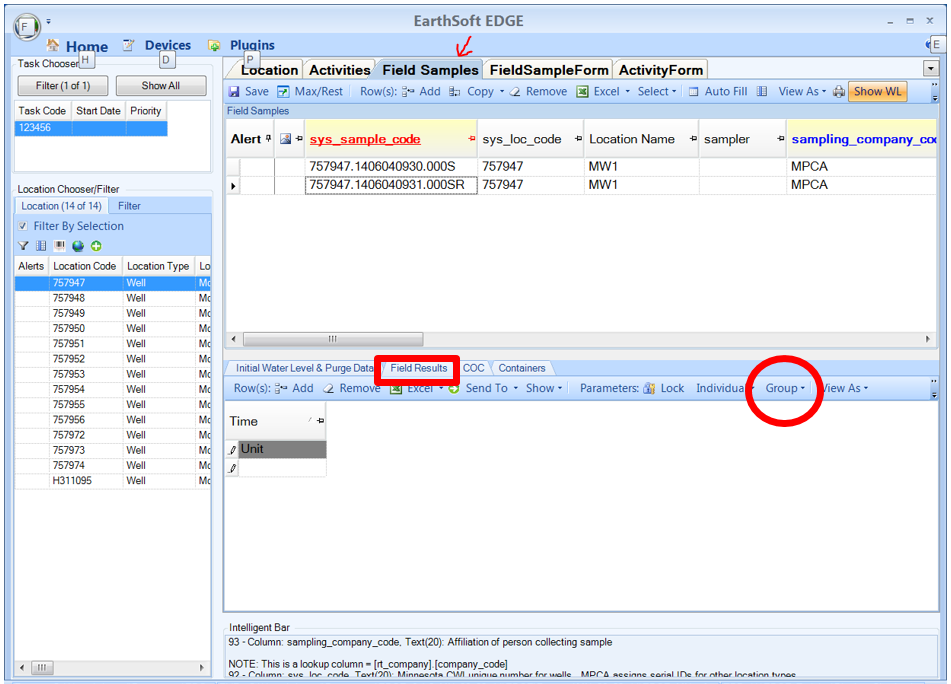 EarthSoft EDGE
F
Home
Devices
Plugins
H
D
P
E
Task Chooser
Filter (1 of 1)
Show All
Task Code Start Date Priority
123456
Location Chooser/Filter
Location (14 of 14) Filter
Filter By Selection
Alerts Location Code Location Type Lo
757947 Well Mo
757948 Well Mo
757949 Well Mo
757950 Well Mo
757951 Well Mo
757952 Well Mo
757953 Well Mo
757954 Well Mo
757955 Well Mo
757956 Well Mo
757972 Well Mo
757973 Well Mo
757974 Well Mo
H311095 Well Mo
Location Activities Field Samples FieldSampleForm ActivityForm
Save Max/Rest Row(s): Add Copy Remove Excel Select Auto Fill View As Show WL
Field Samples
Alert sys_sample_code sys_loc_code Location Name sampler sampling_company_coo
757947.1406040930.000S 757947 MW1 MPCA
757947.1406040931.000SR 757947 MW1 MPCA
Initial Water Level & Purge Data Field Results COC Containers
Row(s): Add Remove Excel Send To Show Parameters: Lock Individual Group View As
Time
Unit
Intelligent Bar
93 - Column: sampling_company_code, Text(20): Affiliation of person collecting sample
NOTE: This is a lookup column = [rt_company].[company_code]
92 - Column: sys_loc_code, Text(20): Minnesota CWI unique number for wells. MPCA assigns serial IDs for other location types